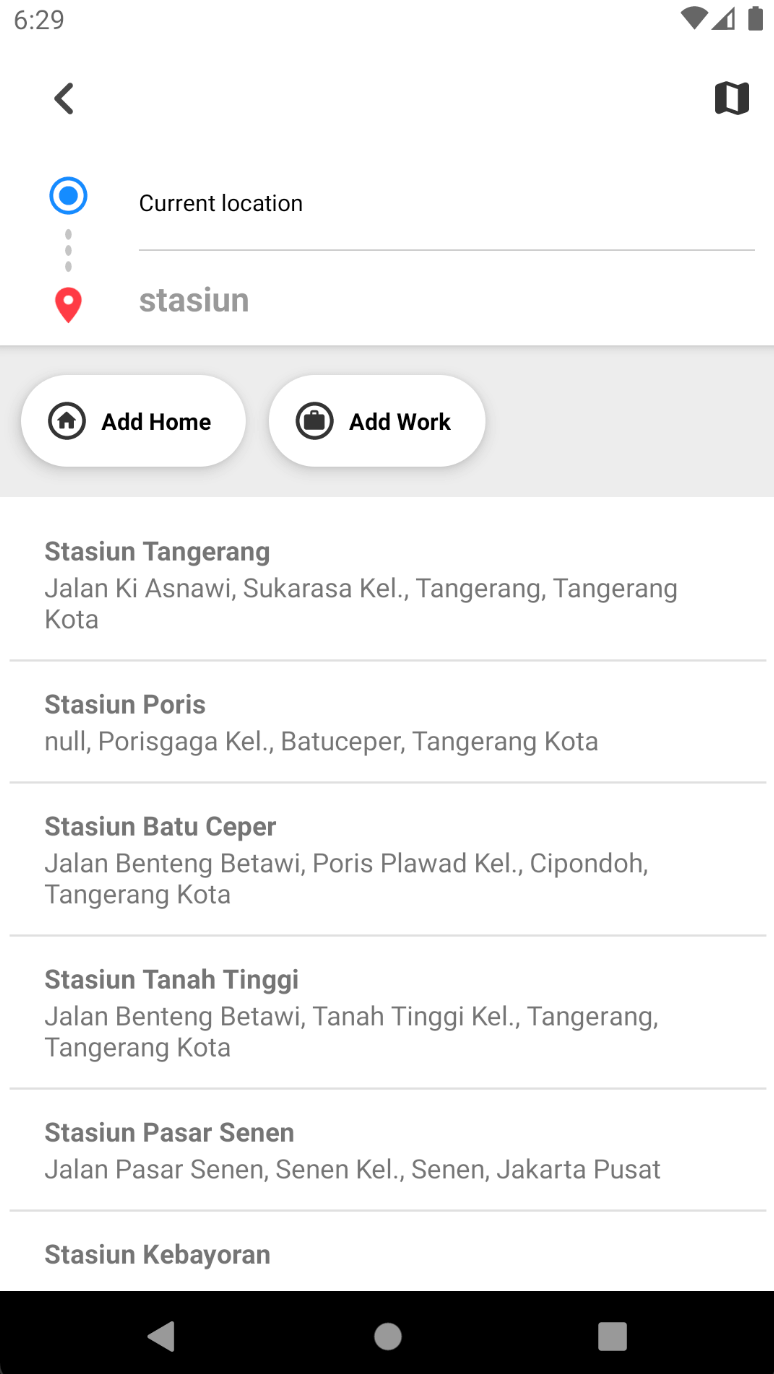 6:29
Current location
stasiun
Add Home
Add Work
Stasiun Tangerang
Jalan Ki Asnawi, Sukarasa Kel., Tangerang, Tangerang
Kota
Stasiun Poris
null, Porisgaga Kel., Batuceper, Tangerang Kota
Stasiun Batu Ceper
Jalan Benteng Betawi, Poris Plawad Kel., Cipondoh,
Tangerang Kota
Stasiun Tanah Tinggi
Jalan Benteng Betawi, Tanah Tinggi Kel., Tangerang,
Tangerang Kota
Stasiun Pasar Senen
Jalan Pasar Senen, Senen Kel., Senen, Jakarta Pusat
Stasiun Kebayoran